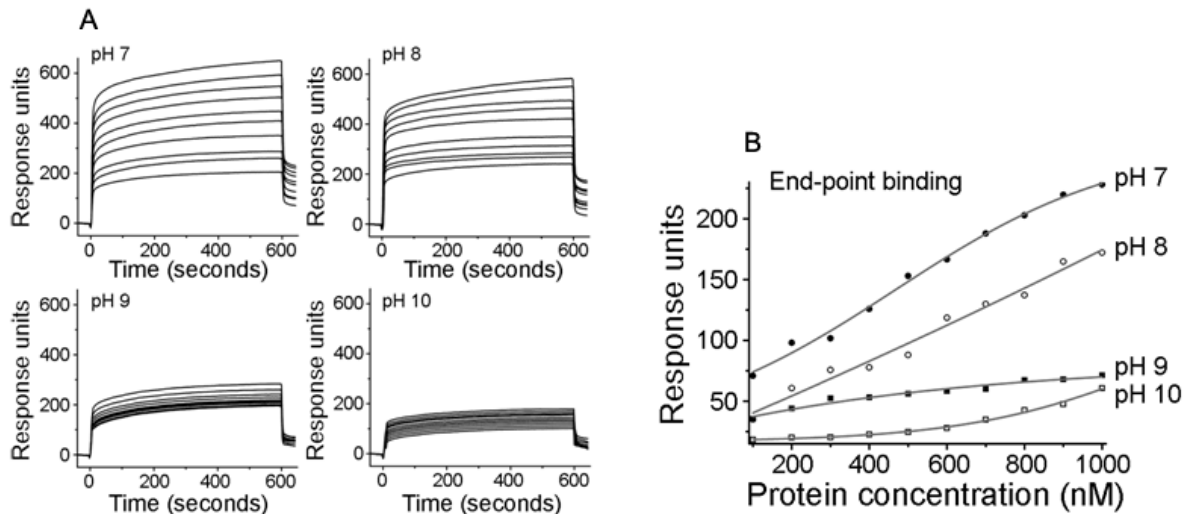 A
pH 7
Response units
600
400
200
0
0 200 400 600
Time (seconds)
pH 8
Response units
600
400
200
0
0 200 400 600
Time (seconds)
pH 9
Response units
600
400
200
0
0 200 400 600
Time (seconds)
pH 10
Response units
600
400
200
0
0 200 400 600
Time (seconds)
B
End-point binding
Response units
200
150
100
50
200 400 600 800 1000
Protein concentration (nM)
pH 7
pH 8
pH 9
pH 10